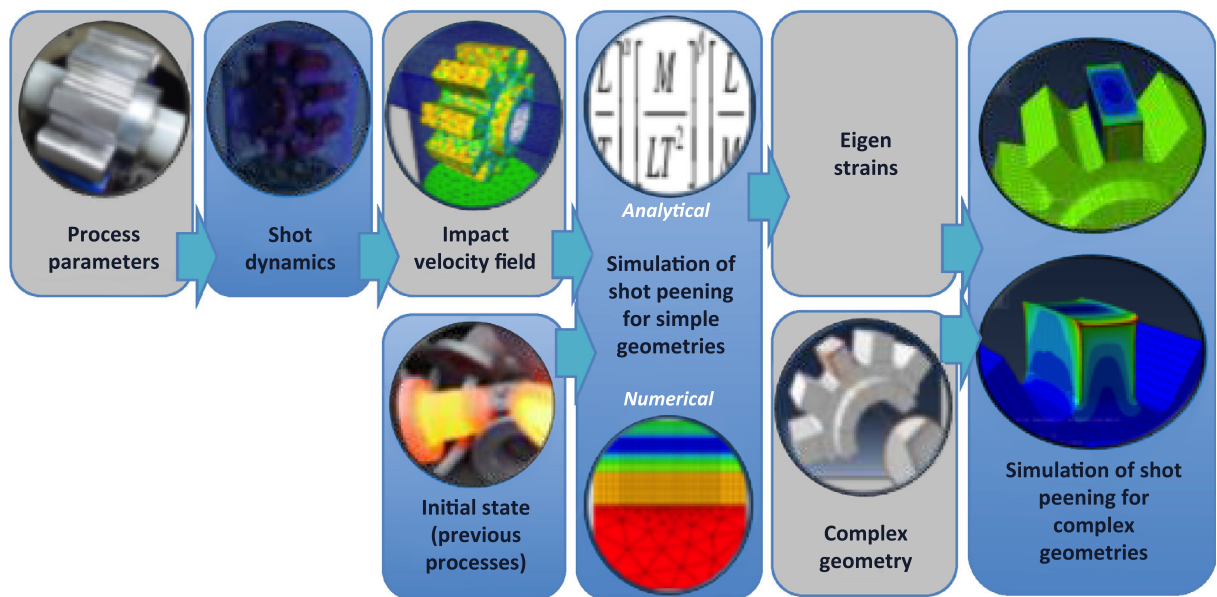 Process
parameters
Shot
dynamics
Impact
velocity field
Initial state
(previous
processes)
L
T
α
M
LT²
β
L
M
Analytical
Simulation of
shot peening
for simple
geometries
Numerical
Eigen
strains
Complex
geometry
Simulation of shot
peening for
complex
geometries